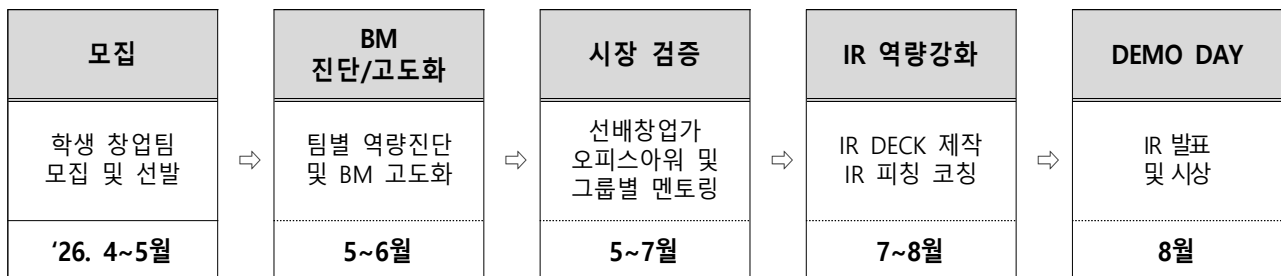 모집
학생 창업팀
모집 및 선발
‘26. 4~5월
⇨
BM
진단/고도화
팀별 역량진단
및 BM 고도화
5~6월
⇨
시장 검증
선배창업가
오피스아워 및
그룹별 멘토링
5~7월
⇨
IR 역량강화
IR DECK 제작
IR 피칭 코칭
7~8월
⇨
DEMO DAY
IR 발표
및 시상
8월